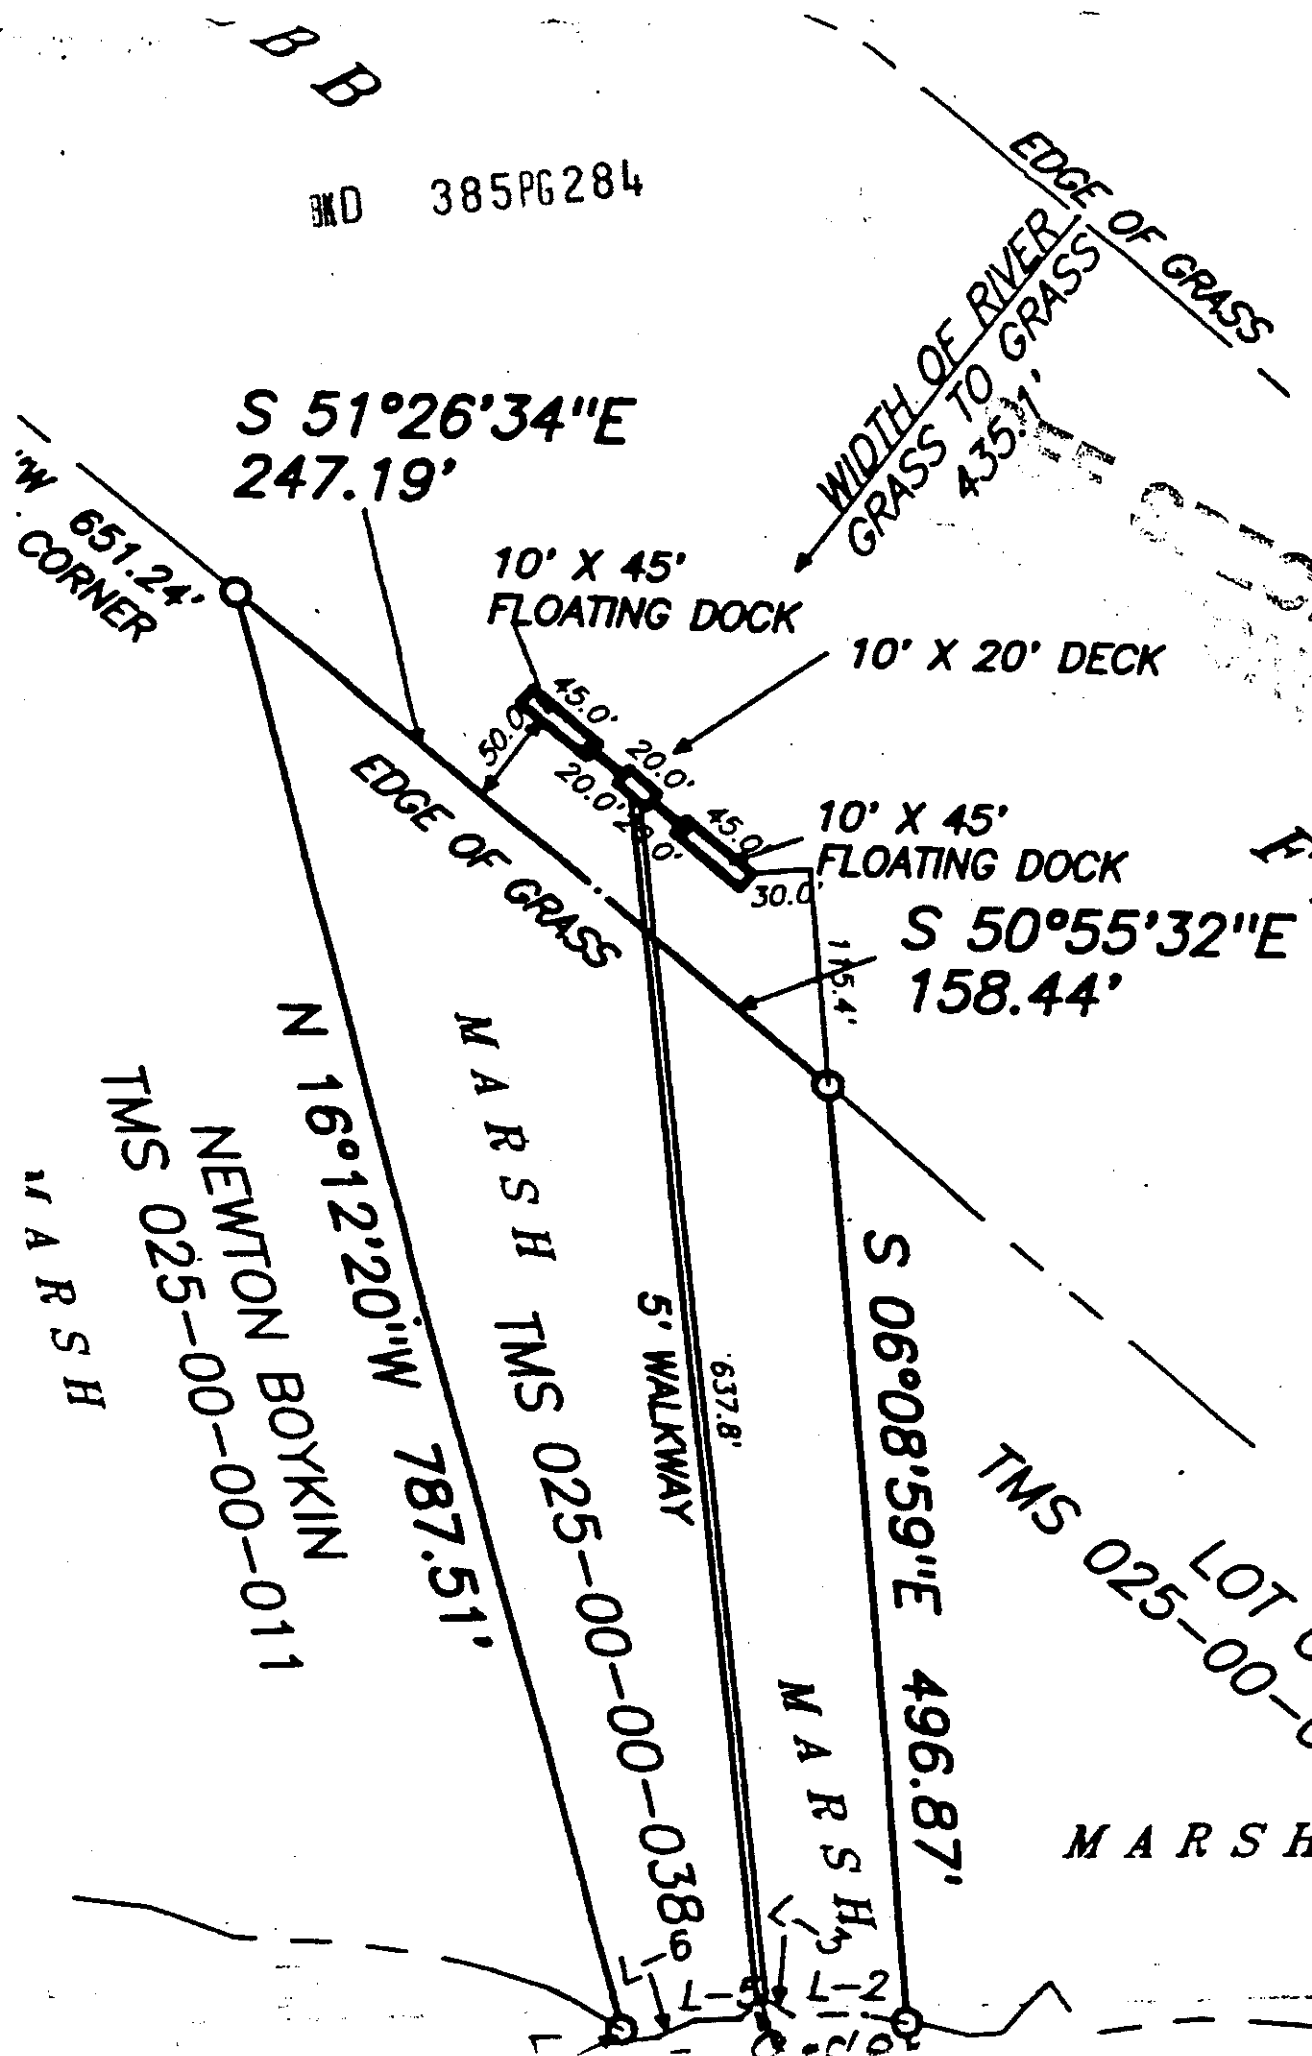 B B
BKD 385PG284
EDGE OF GRASS
WIDTH OF RIVER
GRASS TO GRASS
435.1'
S 51°26'34"E
247.19'
"W 651.24'
CORNER
10' X 45'
FLOATING DOCK
10' X 20' DECK
45.0'
50.0'
20.0'
20.0'
45.0'
10' X 45'
FLOATING DOCK
30.0'
EDGE OF GRASS
S 50°55'32"E
158.44'
N 16°12'20"W 787.51'
MARSH
TMS 025-00-00-038
NEWTON BOYKIN
TMS 025-00-00-011
MARSH
5' WALKWAY
637.8'
S 06°08'59"E 496.87'
LOT
TMS 025-00-
MARSH
MARSH
L-6
L-5
L-2